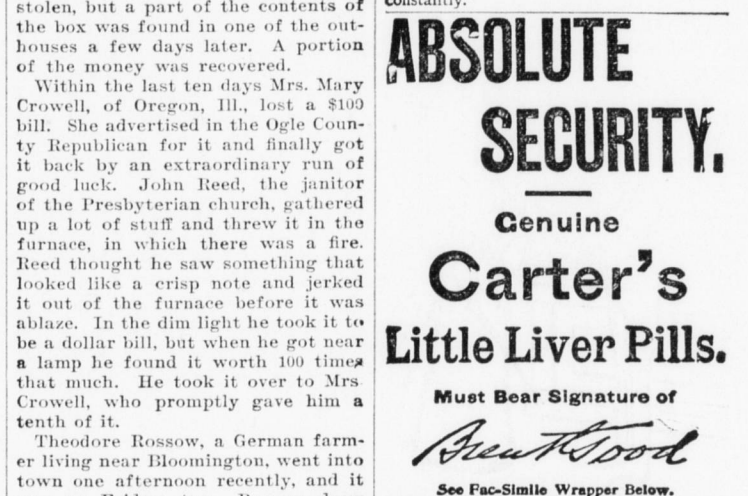 stolen, but a part of the contents of
the box was found in one of the out-
houses a few days later. A portion
of the money was recovered.
Within the last ten days Mrs. Mary
Crowell, of Oregon, Ill., lost a $100
bill. She advertised in the Ogle Coun-
ty Republican for it and finally got
it back by an extraordinary run of
good luck. John Reed, the janitor
of the Presbyterian church, gathered
up a lot of stuff and threw it in the
furnace, in which there was a fire.
Reed thought he saw something that
looked like a crisp note and jerked
it out of the furnace before it was
ablaze. In the dim light he took it to
be a dollar bill, but when he got near
a lamp he found it worth 100 times
that much. He took it over to Mrs
Crowell, who promptly gave him a
tenth of it.
Theodore Rossow, a German farm-
er living near Bloomington, went into
town one afternoon recently, and it
constantly.
ABSOLUTE
SECURITY.
Genuine
Carter's
Little Liver Pills.
Must Bear Signature of
Brent Good
See Fac-Simile Wrapper Below.